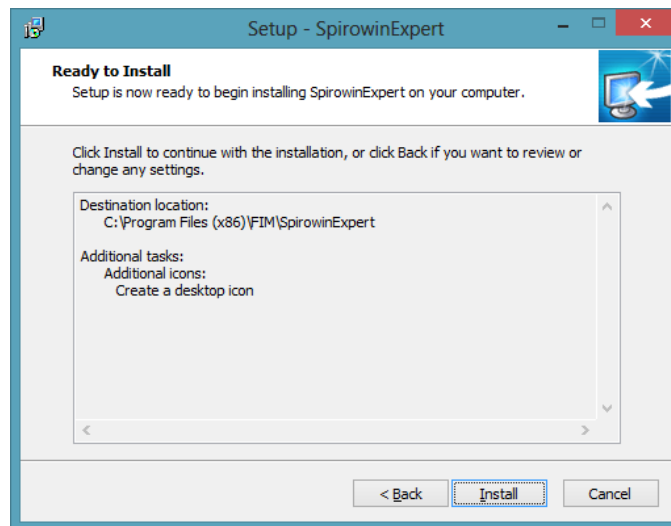 Setup - SpirowinExpert
Ready to Install
Setup is now ready to begin installing SpirowinExpert on your computer.
Click Install to continue with the installation, or click Back if you want to review or
change any settings.
Destination location:
C:\Program Files (x86)\FIM\SpirowinExpert
Additional tasks:
Additional icons:
Create a desktop icon
< Back
Install
Cancel